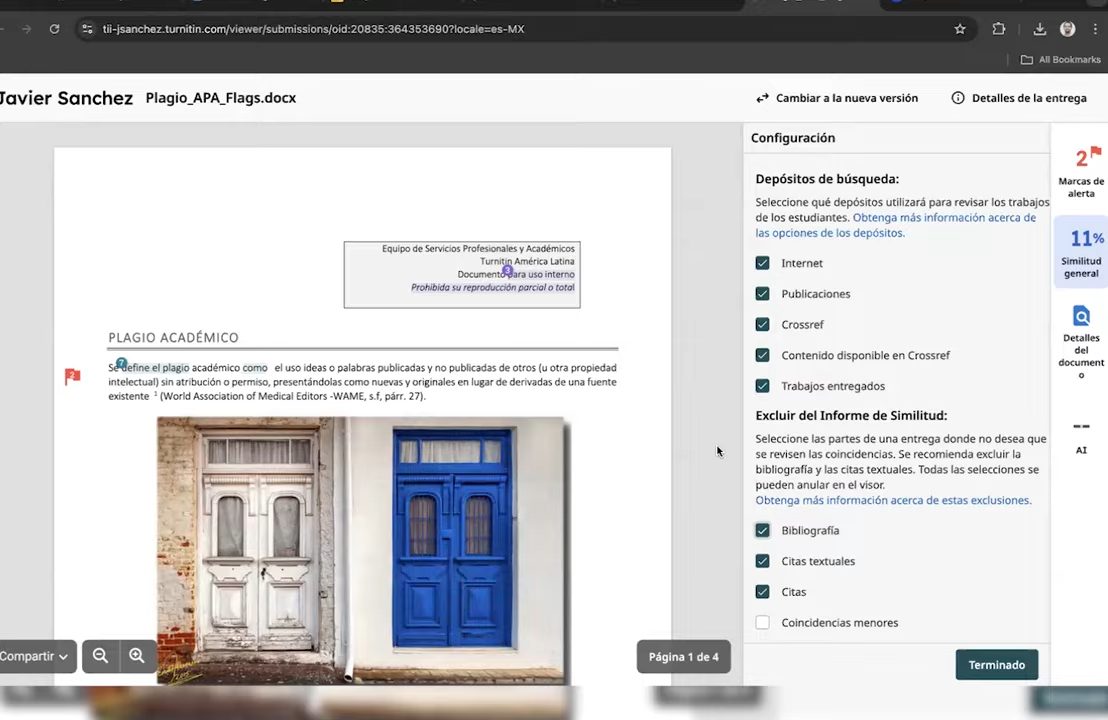 tii-jsanchez.turnitin.com/viewer/submissions/oid:20835:364353690?locale=es-MX
All Bookmarks
Javier Sanchez Plagio_APA_Flags.docx
Cambiar a la nueva versión
Detalles de la entrega
Equipo de Servicios Profesionales y Académicos
Turnitin América Latina
Documento para uso interno
3
Prohibida su reproducción parcial o total
PLAGIO ACADÉMICO
7
2
Se define el plagio académico como el uso ideas o palabras publicadas y no publicadas de otros (u otra propiedad
intelectual) sin atribución o permiso, presentándolas como nuevas y originales en lugar de derivadas de una fuente
existente 1 (World Association of Medical Editors -WAME, s.f, párr. 27).
Compartir
Página 1 de 4
Configuración
Depósitos de búsqueda:
Seleccione qué depósitos utilizará para revisar los trabajos
de los estudiantes. Obtenga más información acerca de
las opciones de los depósitos.
Internet
Publicaciones
Crossref
Contenido disponible en Crossref
Trabajos entregados
Excluir del Informe de Similitud:
Seleccione las partes de una entrega donde no desea que
se revisen las coincidencias. Se recomienda excluir la
bibliografía y las citas textuales. Todas las selecciones se
pueden anular en el visor.
Obtenga más información acerca de estas exclusiones.
Bibliografía
Citas textuales
Citas
Coincidencias menores
Terminado
2
Marcas de
alerta
11%
Similitud
general
Detalles
del
document
o
--
AI